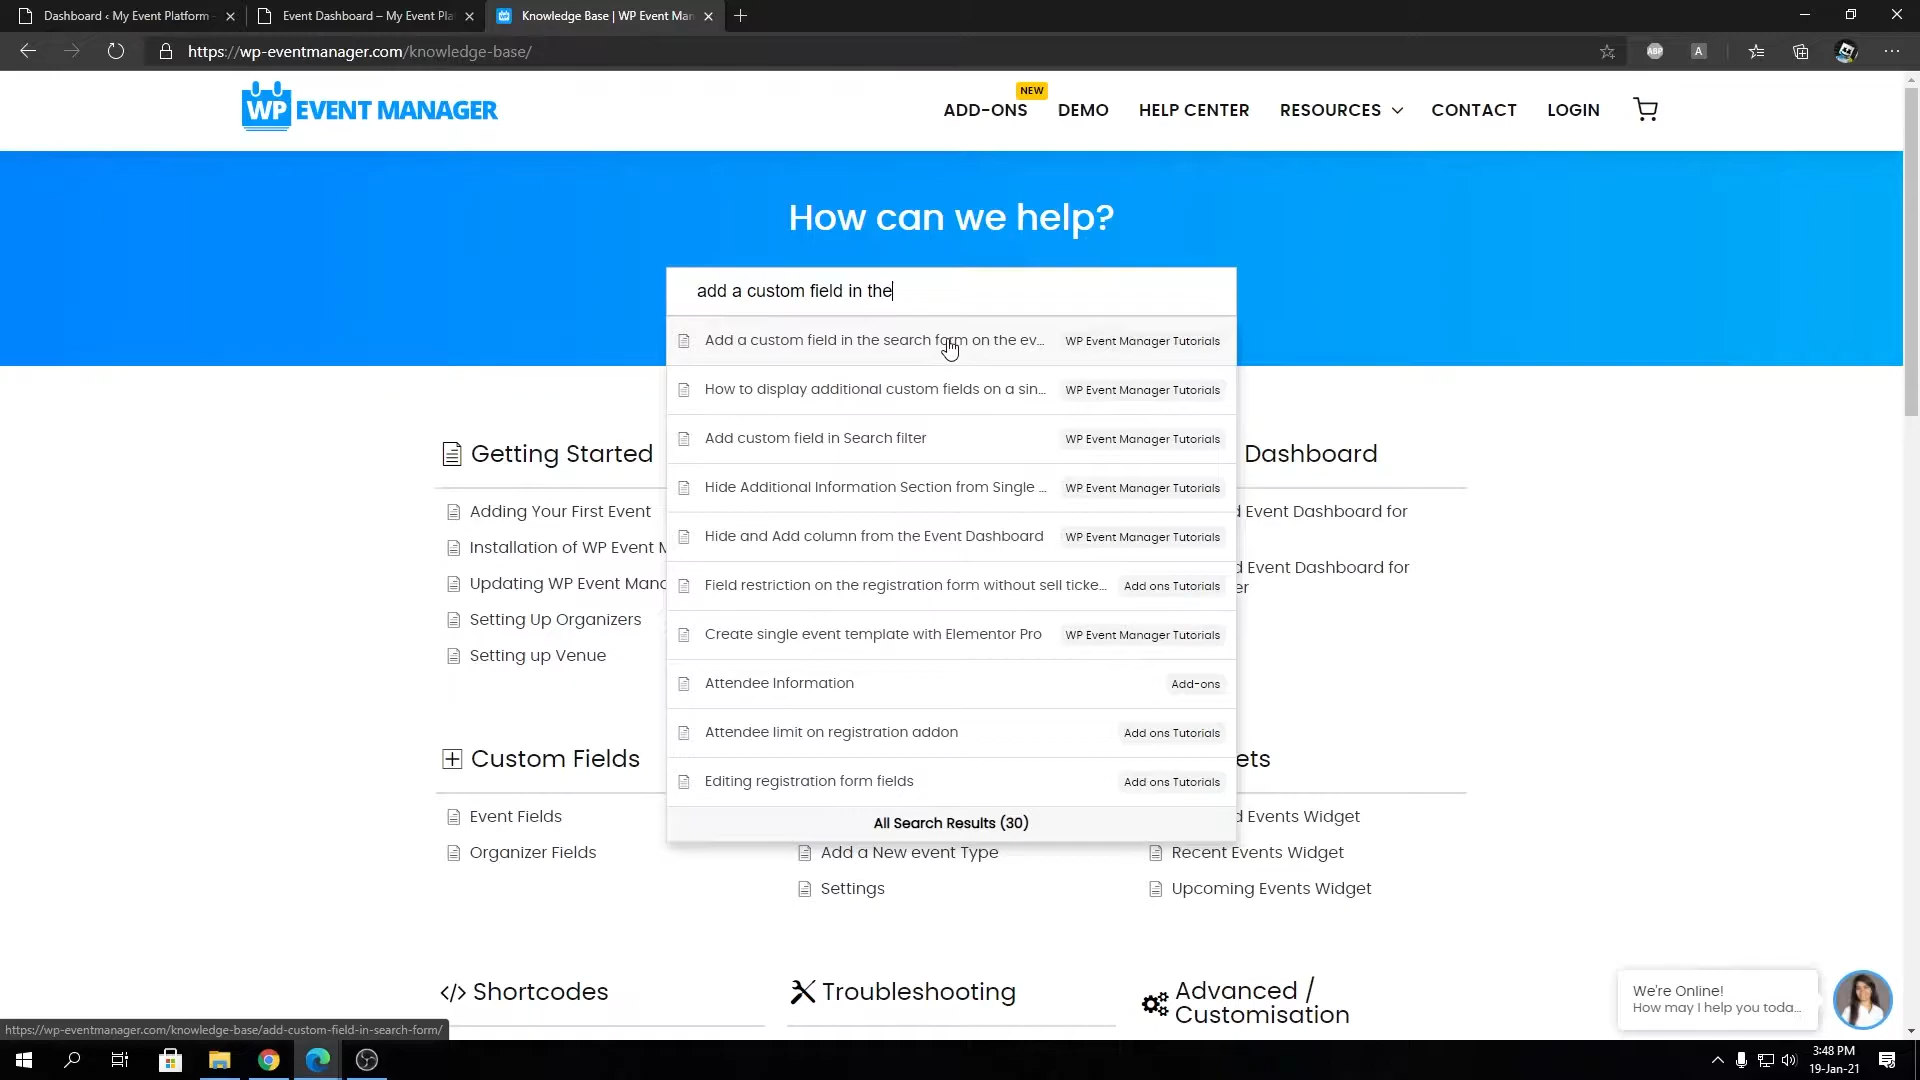 Dashboard ‹ My Event Platform
Event Dashboard – My Event Pla
Knowledge Base | WP Event Man
https://wp-eventmanager.com/knowledge-base/
ABP
A
WP EVENT MANAGER
ADD-ONS
NEW
DEMO
HELP CENTER
RESOURCES
CONTACT
LOGIN
How can we help?
add a custom field in the
Add a custom field in the search form on the ev...
WP Event Manager Tutorials
How to display additional custom fields on a sin...
WP Event Manager Tutorials
Add custom field in Search filter
WP Event Manager Tutorials
Hide Additional Information Section from Single ...
WP Event Manager Tutorials
Hide and Add column from the Event Dashboard
WP Event Manager Tutorials
Field restriction on the registration form without sell ticke...
Add ons Tutorials
Create single event template with Elementor Pro
WP Event Manager Tutorials
Attendee Information
Add-ons
Attendee limit on registration addon
Add ons Tutorials
Editing registration form fields
Add ons Tutorials
All Search Results (30)
Getting Started
Adding Your First Event
Installation of WP Event M
Updating WP Event Mana
Setting Up Organizers
Setting up Venue
Dashboard
d Event Dashboard for
d Event Dashboard for
er
Custom Fields
Event Fields
Organizer Fields
Add a New event Type
Settings
ets
d Events Widget
Recent Events Widget
Upcoming Events Widget
Shortcodes
Troubleshooting
Advanced /
Customisation
We're Online!
How may I help you toda...
https://wp-eventmanager.com/knowledge-base/add-custom-field-in-search-form/
3:48 PM
19-Jan-21